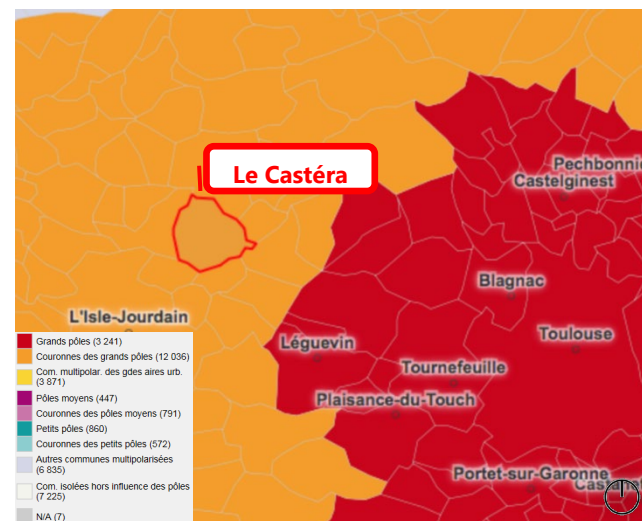 Le Castéra
Pechbonnie
Castelginest
Blagnac
L'Isle-Jourdain
Toulouse
Léguevin
Tournefeuille
Plaisance-du-Touch
Portet-sur-Garonne
Grands pôles (3 241)
Couronnes des grands pôles (12 036)
Com. multipolar. des gdes aires urb.
(3 871)
Pôles moyens (447)
Couronnes des pôles moyens (791)
Petits pôles (860)
Couronnes des petits pôles (572)
Autres communes multipolarisées
(6 835)
Com. isolées hors influence des pôles
(7 225)
N/A (7)